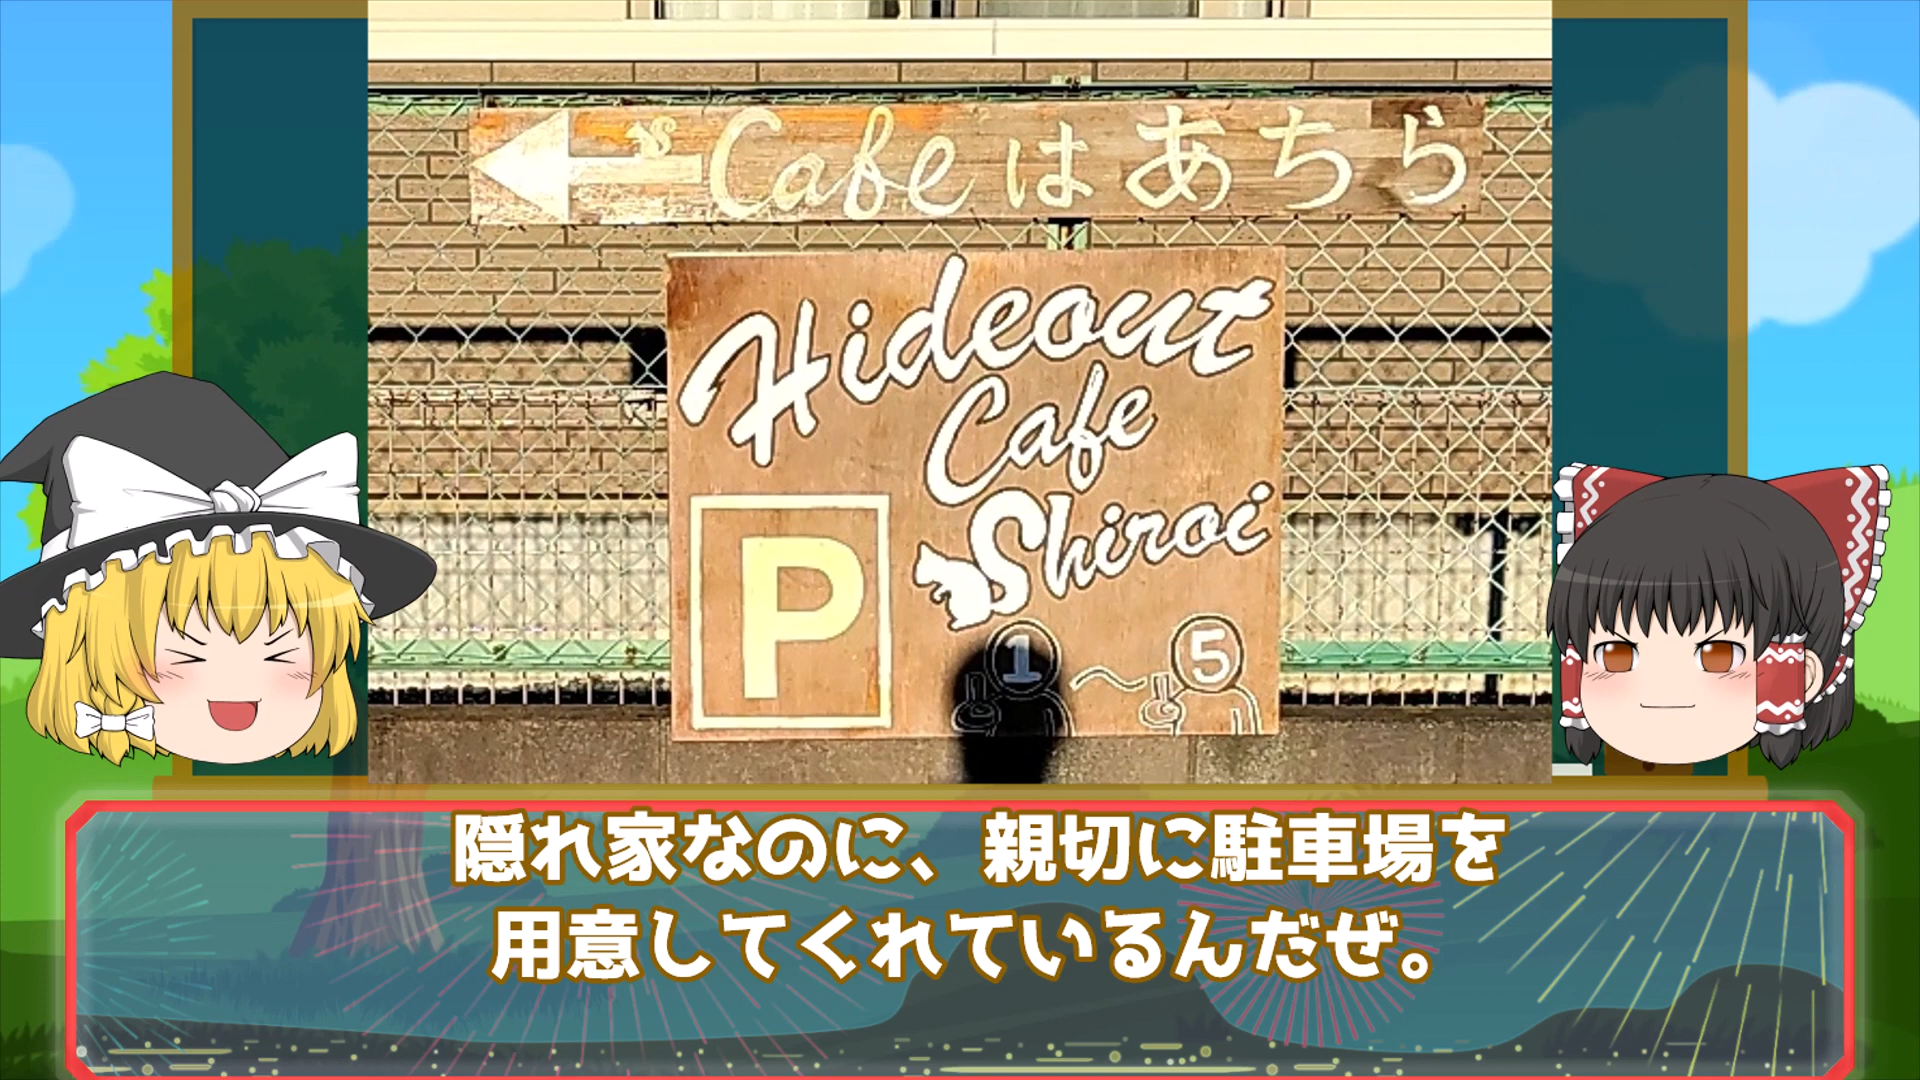 Cafeはあちら
Hideout
Cafe
Shiroi
P
1
5
隠れ家なのに、親切に駐車場を
用意してくれているんだぜ。